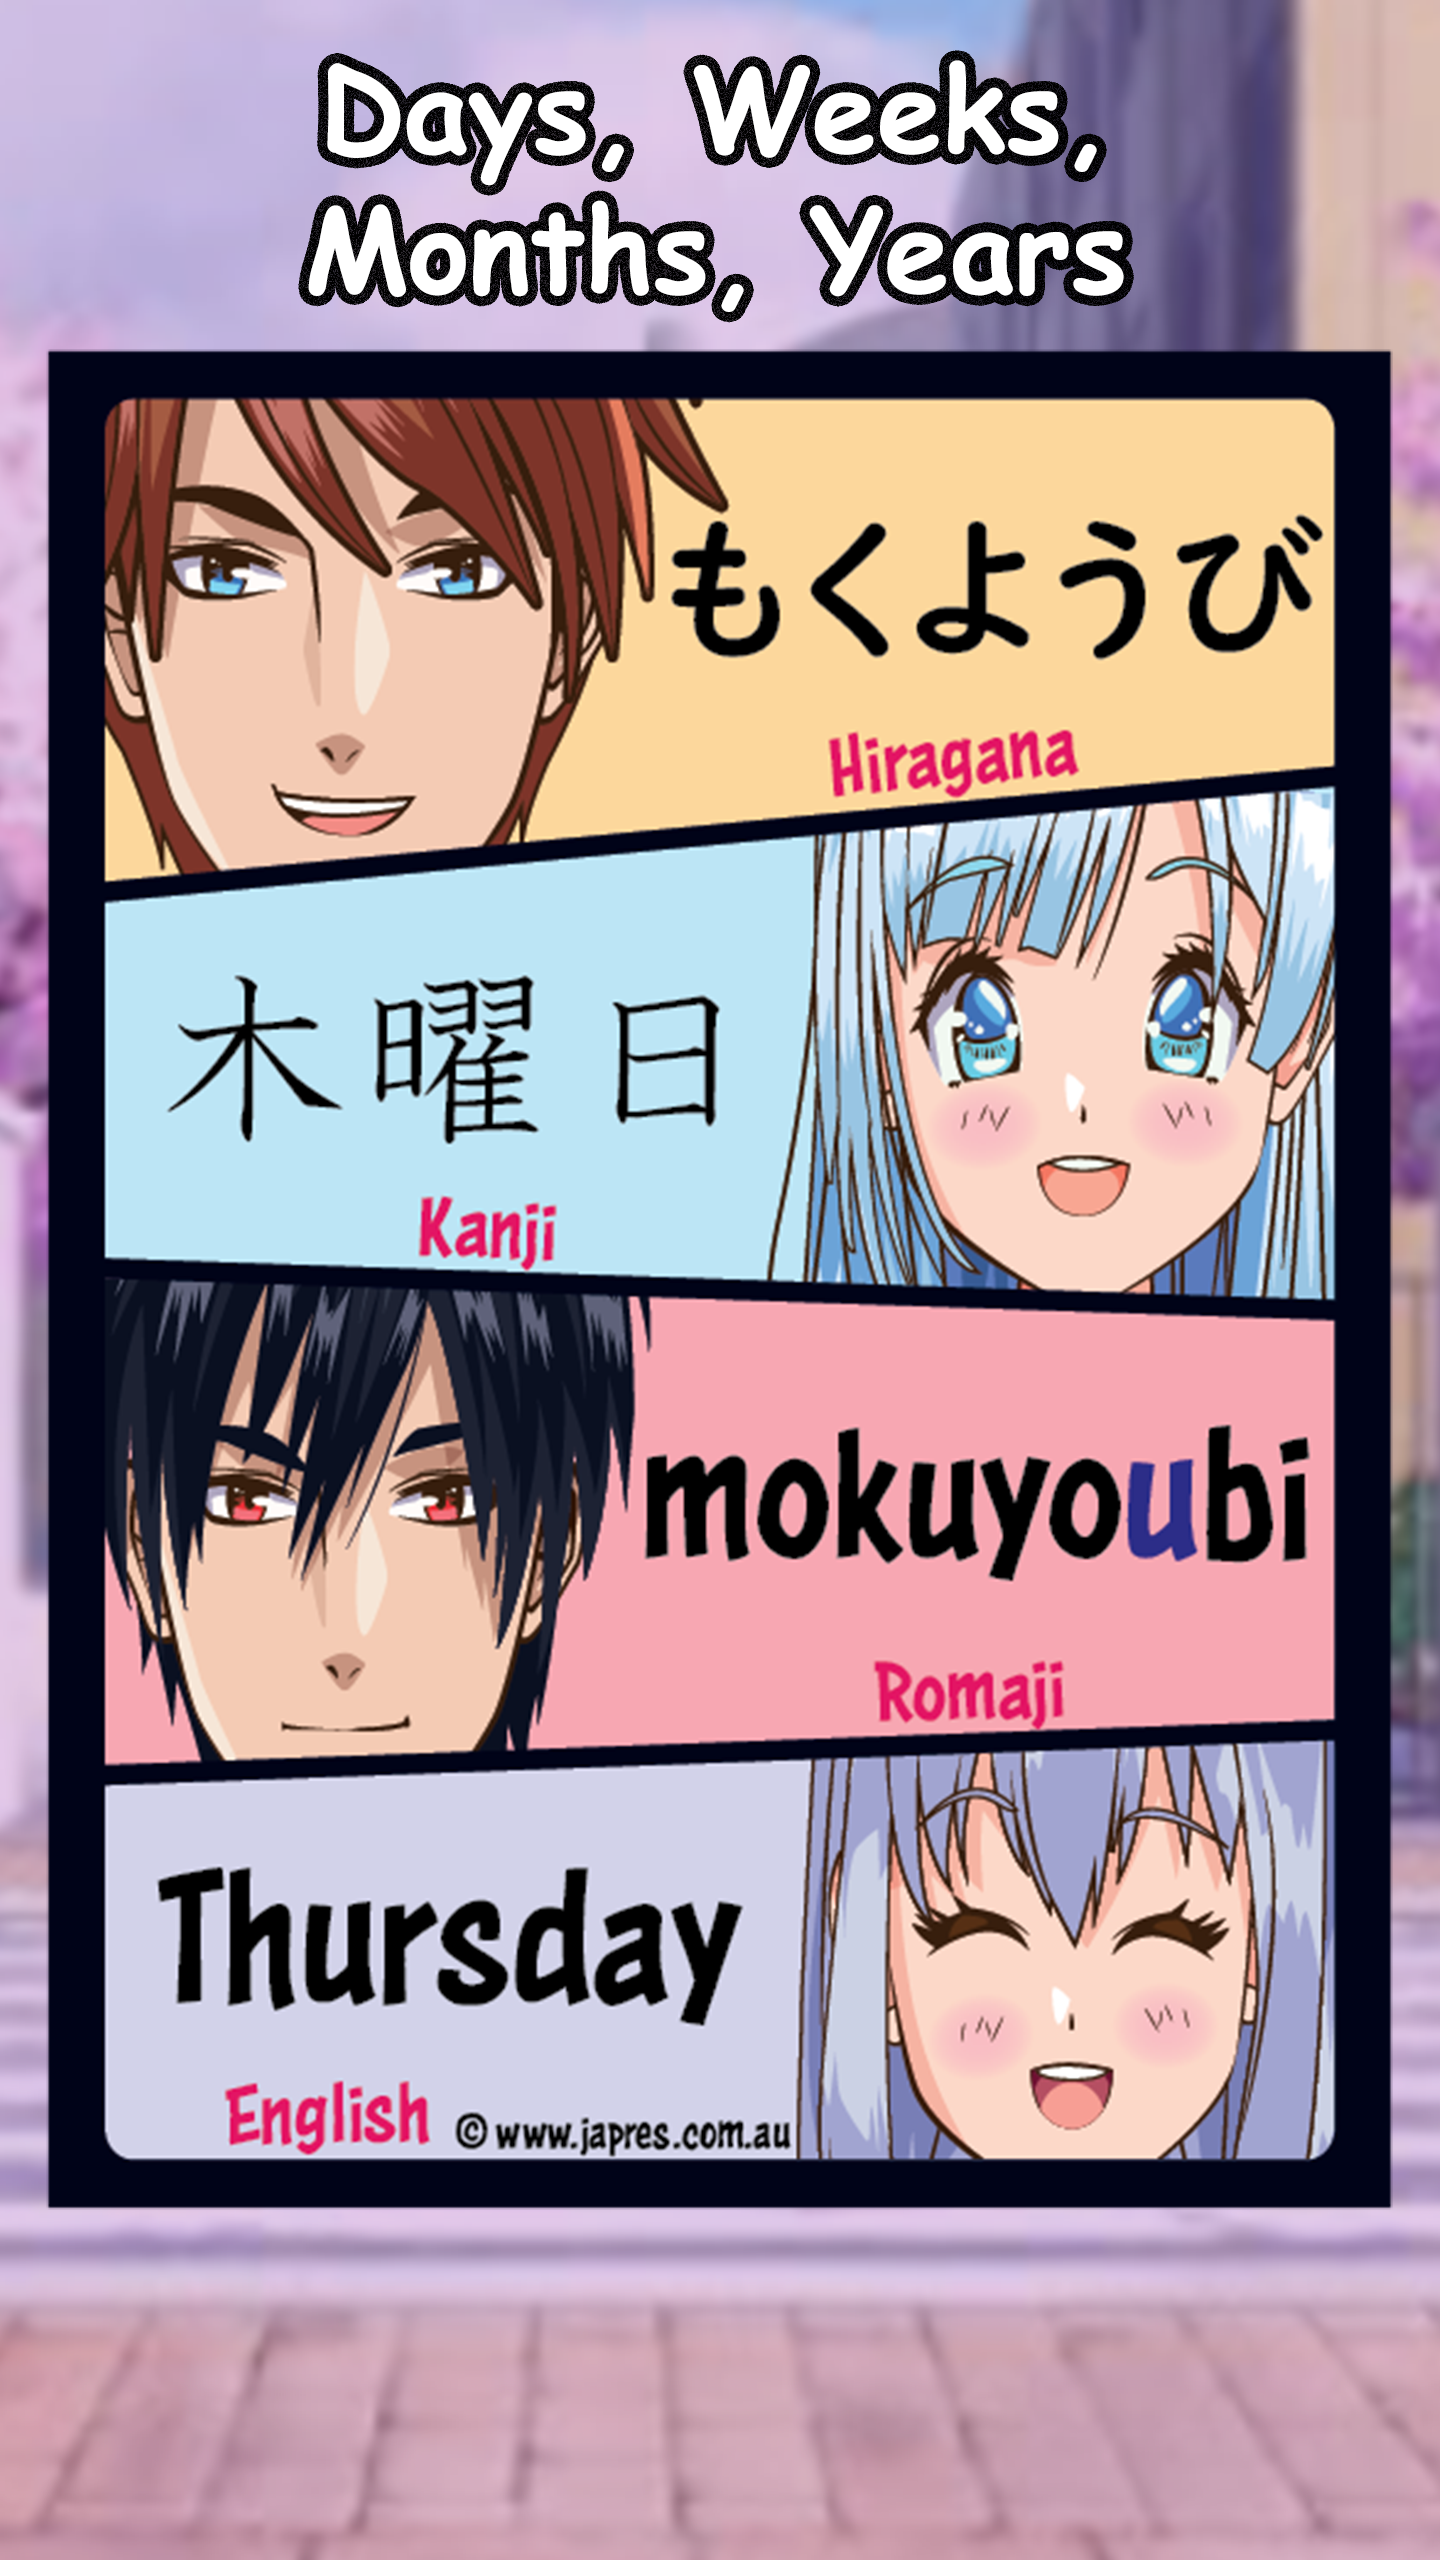 Days, Weeks,
Months, Years
もくようび
Hiragana
木曜日
Kanji
mokuyoubi
Romaji
Thursday
English © www.japres.com.au